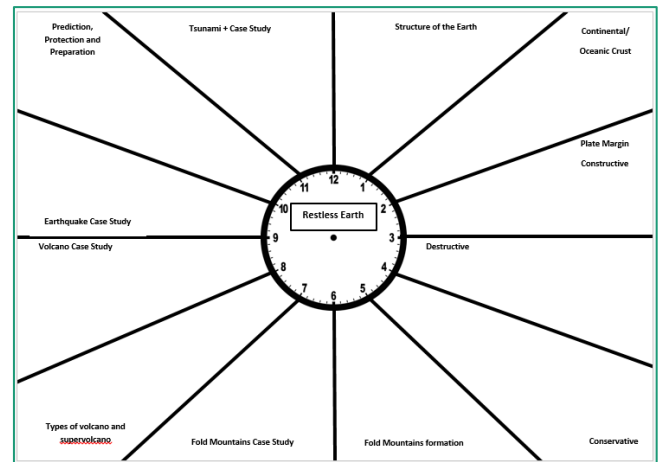 Prediction,
Protection and
Preparation
Tsunami + Case Study
Structure of the Earth
Continental/
Oceanic Crust
Plate Margin
Constructive
Earthquake Case Study
Volcano Case Study
Destructive
Types of volcano and
supervolcano
Fold Mountains Case Study
Fold Mountains formation
Conservative
Restless Earth
12
1
2
3
4
5
6
7
8
9
10
11